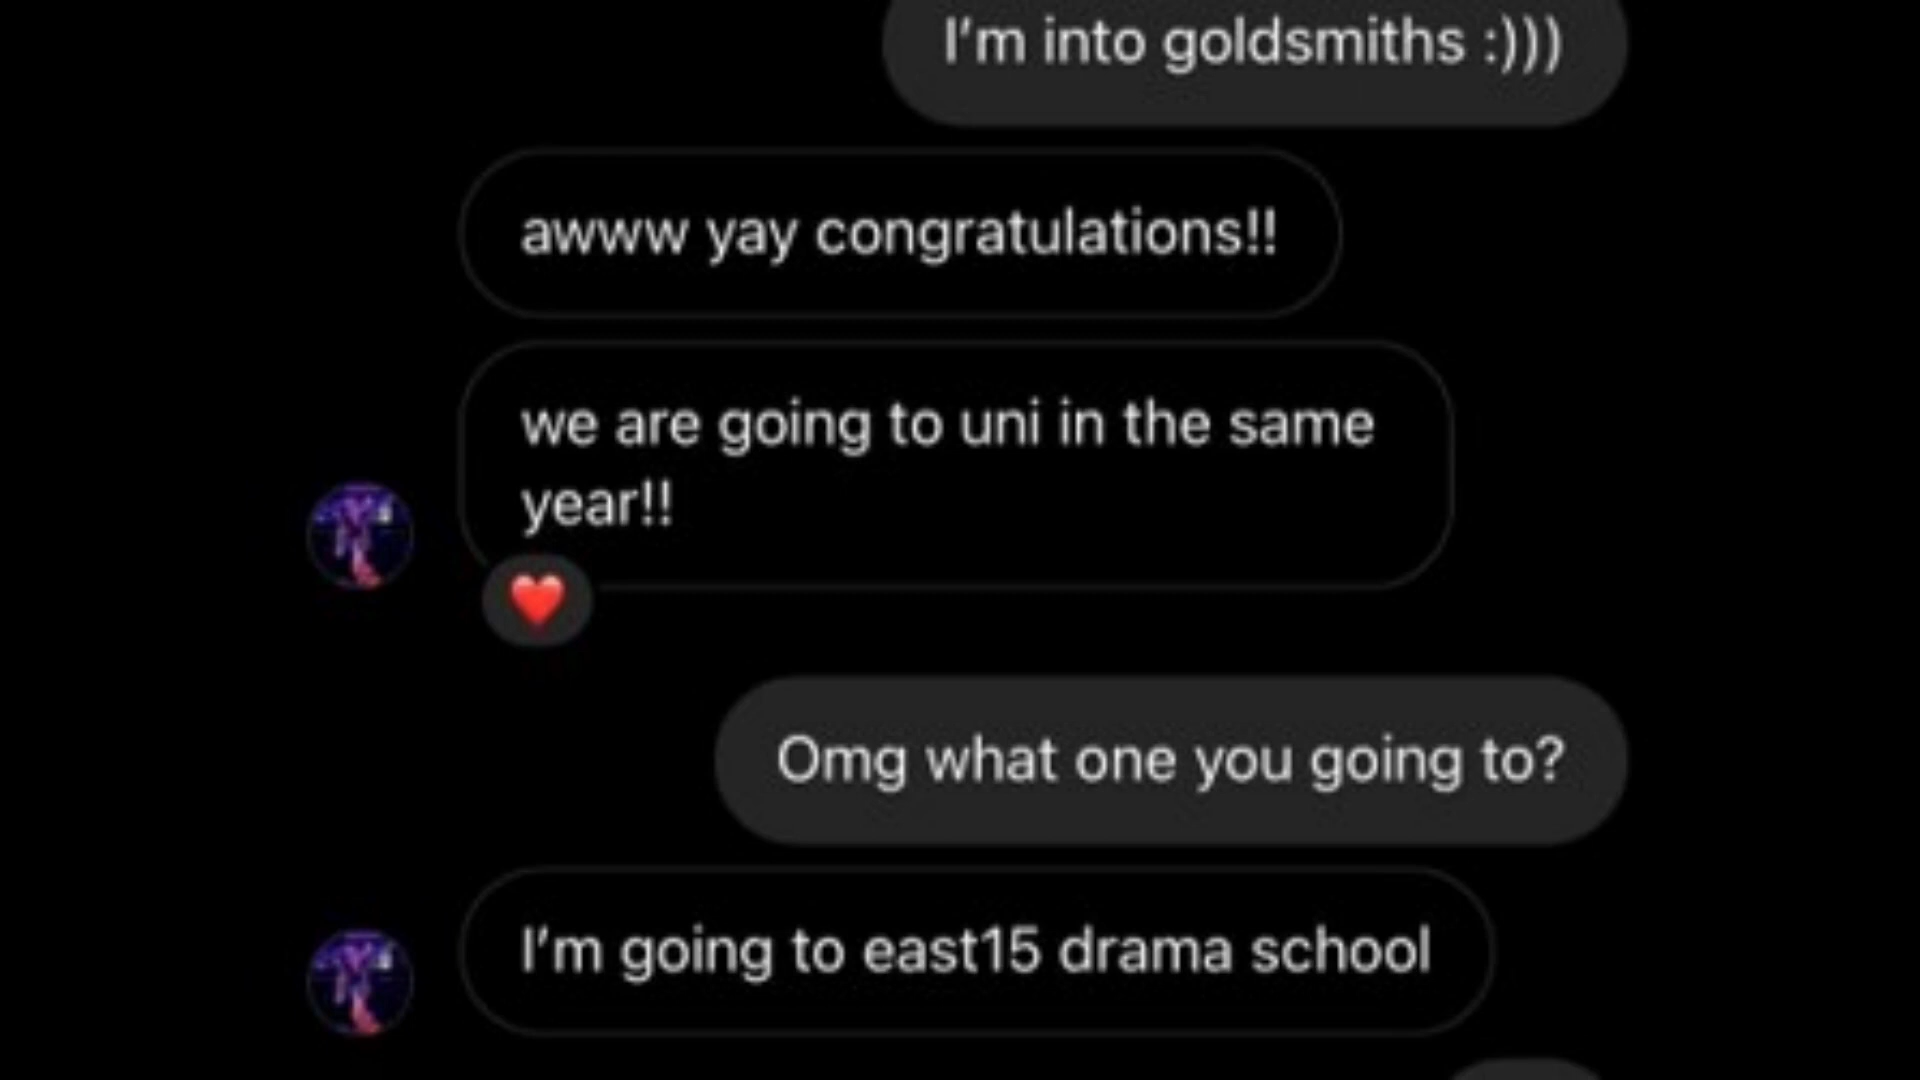 I'm into goldsmiths :)))
awww yay congratulations!!
we are going to uni in the same
year!!
Omg what one you going to?
I'm going to east15 drama school